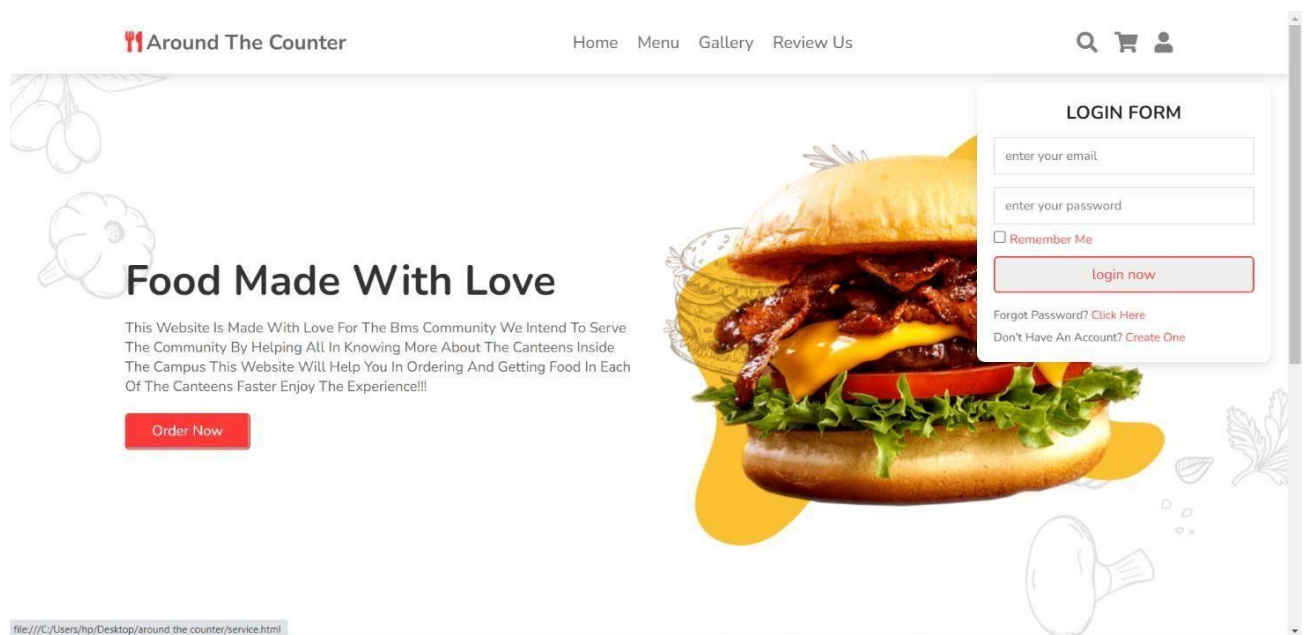 Around The Counter
Home Menu Gallery Review Us
LOGIN FORM
enter your email
enter your password
Remember Me
login now
Forgot Password? Click Here
Don't Have An Account? Create One
Food Made With Love
This Website Is Made With Love For The Bms Community We Intend To Serve
The Community By Helping All In Knowing More About The Canteens Inside
The Campus This Website Will Help You In Ordering And Getting Food In Each
Of The Canteens Faster Enjoy The Experience!!!
Order Now
file:///C:/Users/hp/Desktop/around the counter/service.html